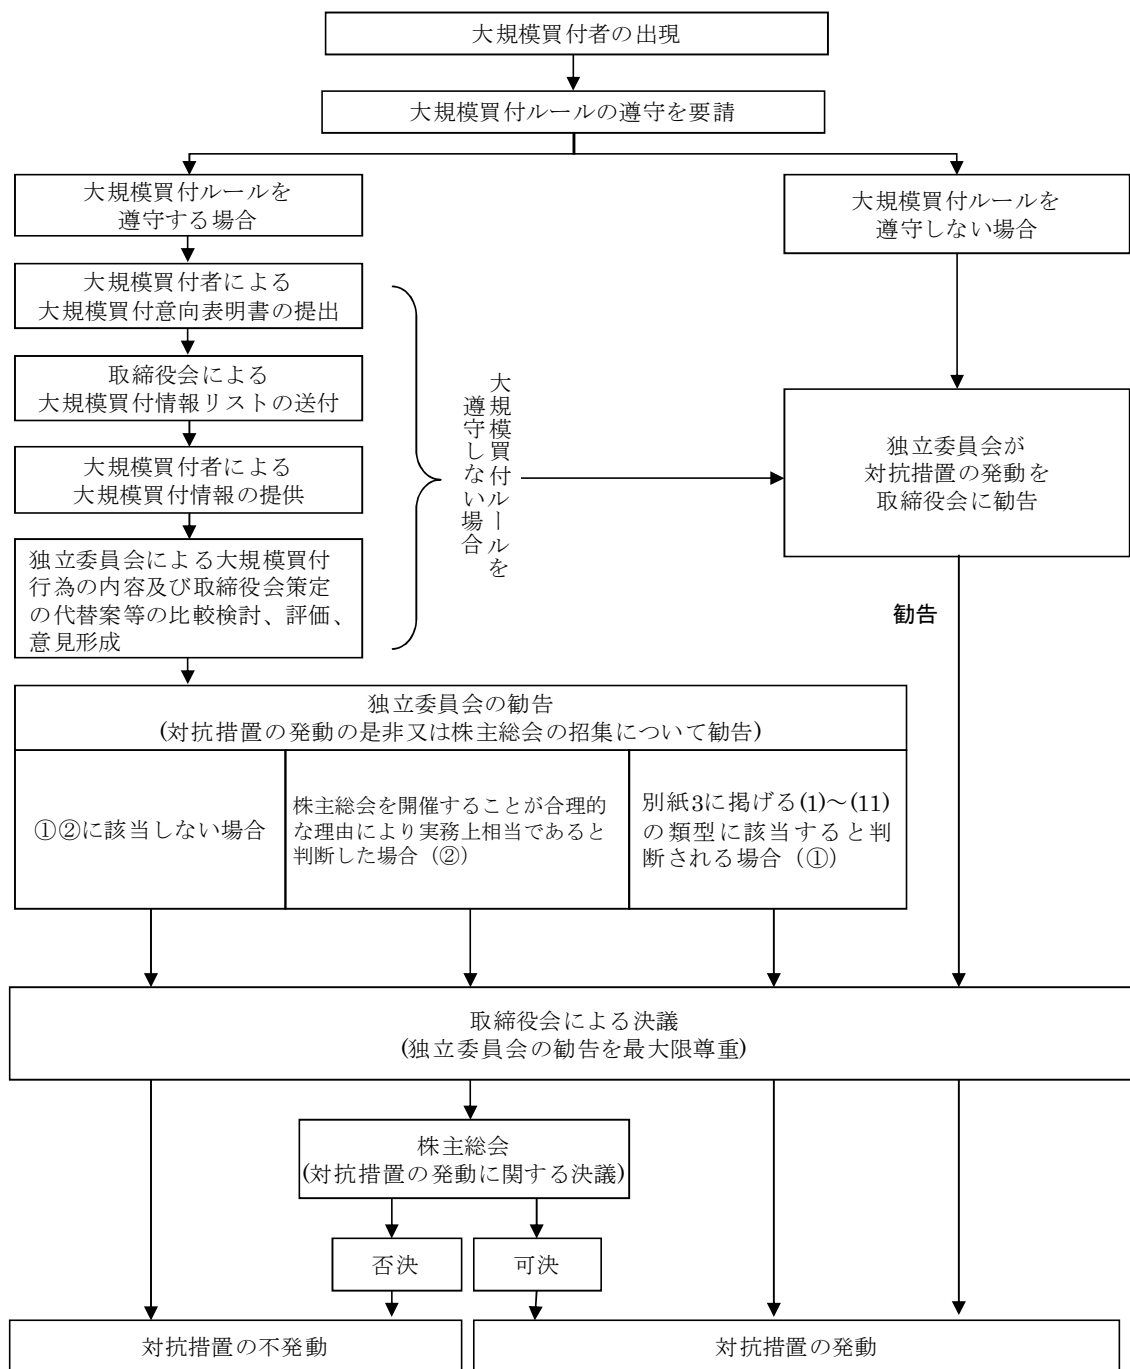 大規模買付者の出現
大規模買付ルールの遵守を要請
大規模買付ルールを
遵守する場合
大規模買付ルールを
遵守しない場合
大規模買付者による
大規模買付意向表明書の提出
取締役会による
大規模買付情報リストの送付
大規模買付者による
大規模買付情報の提供
独立委員会による大規模買付
行為の内容及び取締役会策定
の代替案等の比較検討、評価、
意見形成
大規模買付ルールを
遵守しない場合
独立委員会が
対抗措置の発動を
取締役会に勧告
勧告
独立委員会の勧告
(対抗措置の発動の是非又は株主総会の招集について勧告)
①②に該当しない場合
株主総会を開催することが合理的
な理由により実務上相当であると
判断した場合（②）
別紙3に掲げる(1)～(11)
の類型に該当すると判
断される場合（①）
取締役会による決議
(独立委員会の勧告を最大限尊重)
株主総会
(対抗措置の発動に関する決議)
否決
可決
対抗措置の不発動
対抗措置の発動